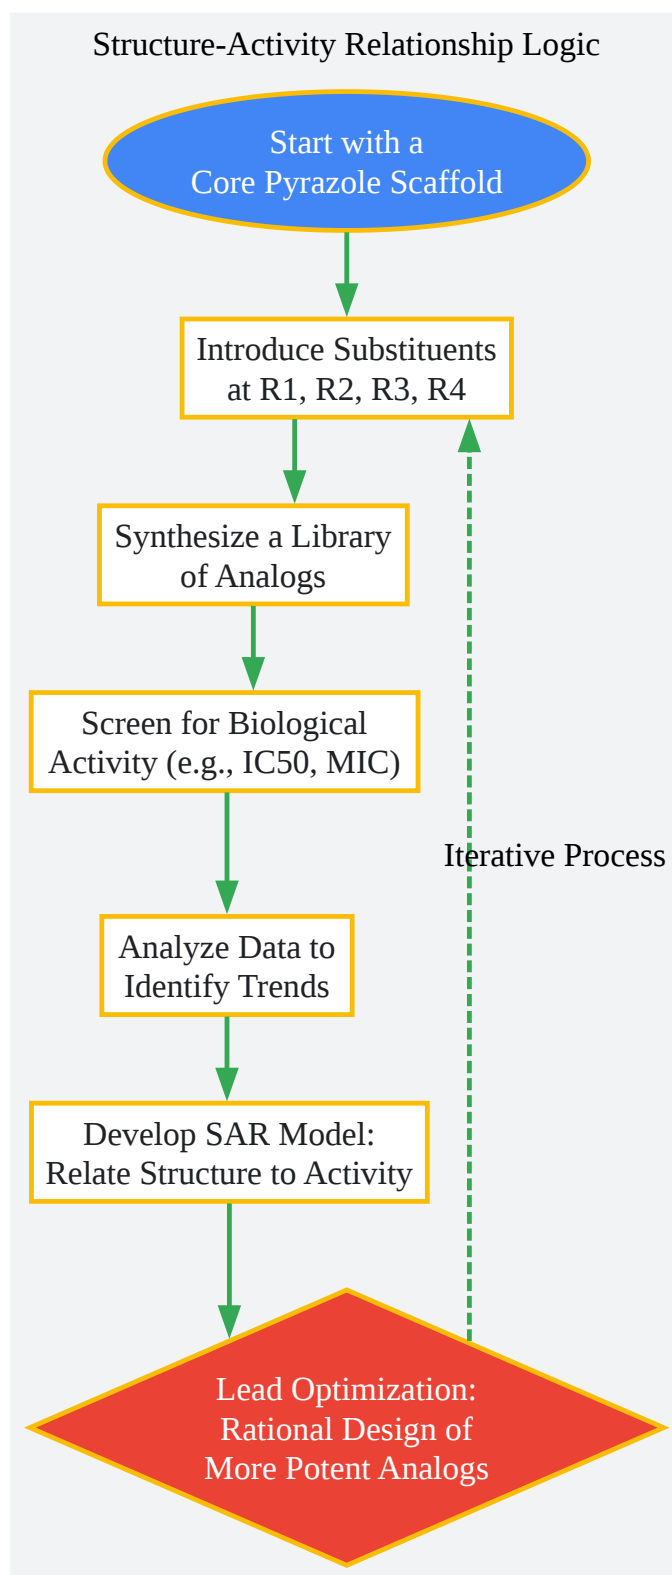 Structure-Activity Relationship Logic
Start with a
Core Pyrazole Scaffold
Introduce Substituents
at R1, R2, R3, R4
Synthesize a Library
of Analogs
Screen for Biological
Activity (e.g., IC50, MIC)
Iterative Process
Analyze Data to
Identify Trends
Develop SAR Model:
Relate Structure to Activity
Lead Optimization:
Rational Design of
More Potent Analogs